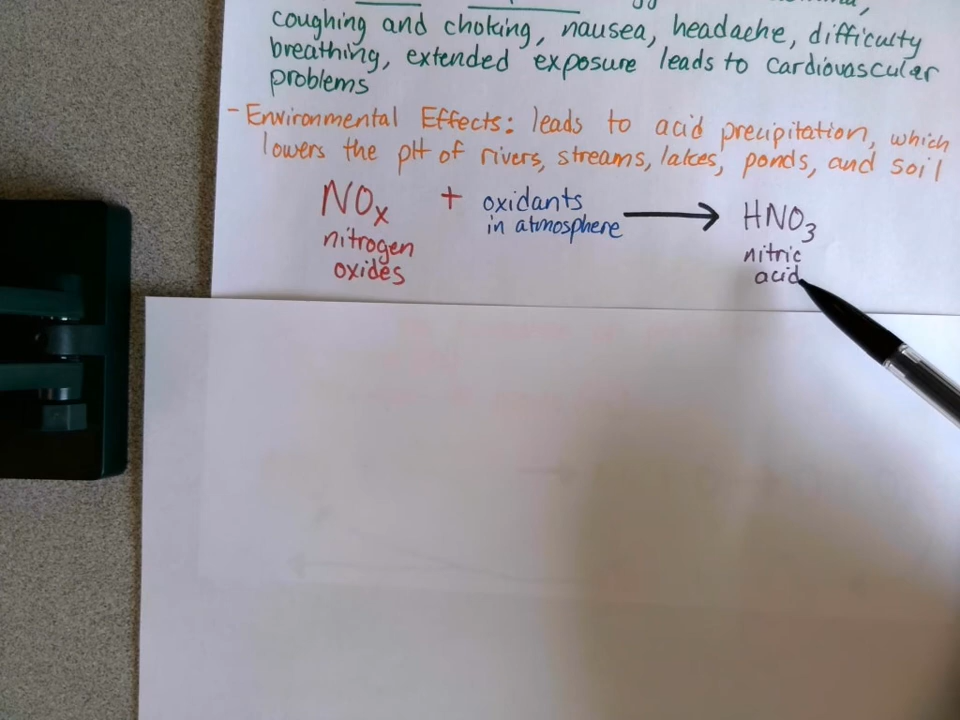 coughing and choking, nausea, headache, difficulty
breathing, extended exposure leads to cardiovascular
problems
- Environmental Effects: leads to acid precipitation, which
lowers the pH of rivers, streams, lakes, ponds, and soil
NOx + oxidants in atmosphere → HNO3
nitrogen oxides
nitric acid